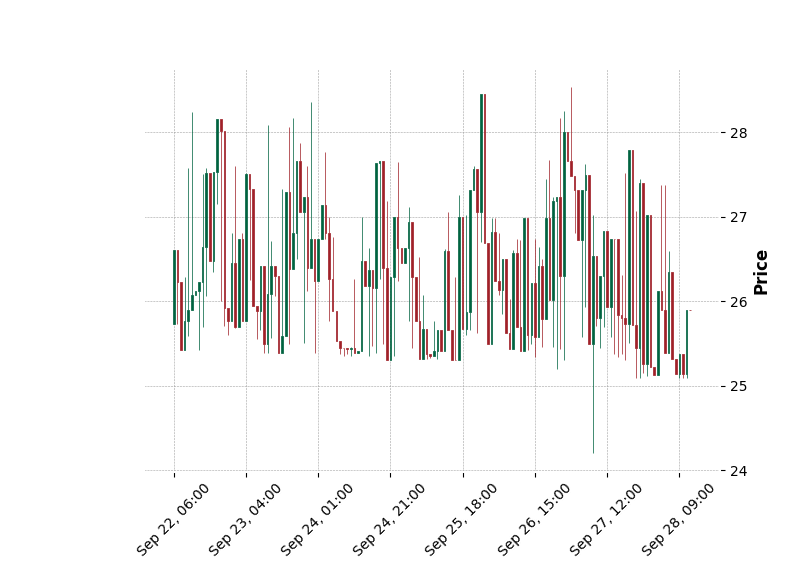 28
27
26
25
24
Price
Sep 22, 06:00
Sep 23, 04:00
Sep 24, 01:00
Sep 24, 21:00
Sep 25, 18:00
Sep 26, 15:00
Sep 27, 12:00
Sep 28, 09:00